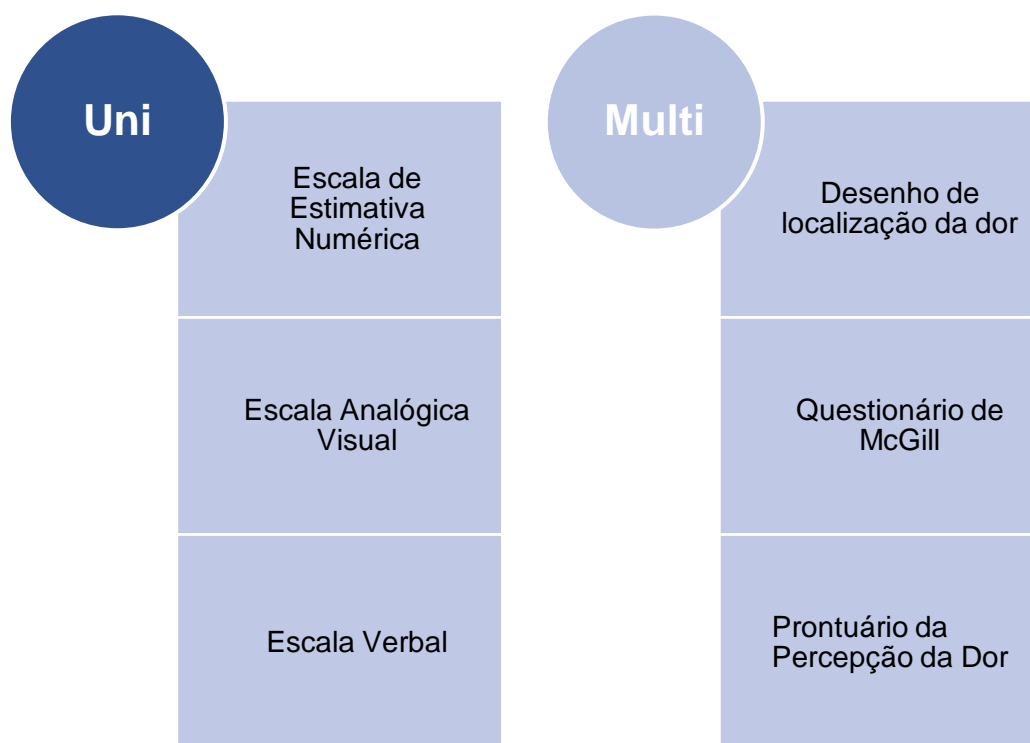 Uni
Escala de
Estimativa
Numérica
Escala Analógica
Visual
Escala Verbal
Multi
Desenho de
localização da dor
Questionário de
McGill
Prontuário da
Percepção da Dor